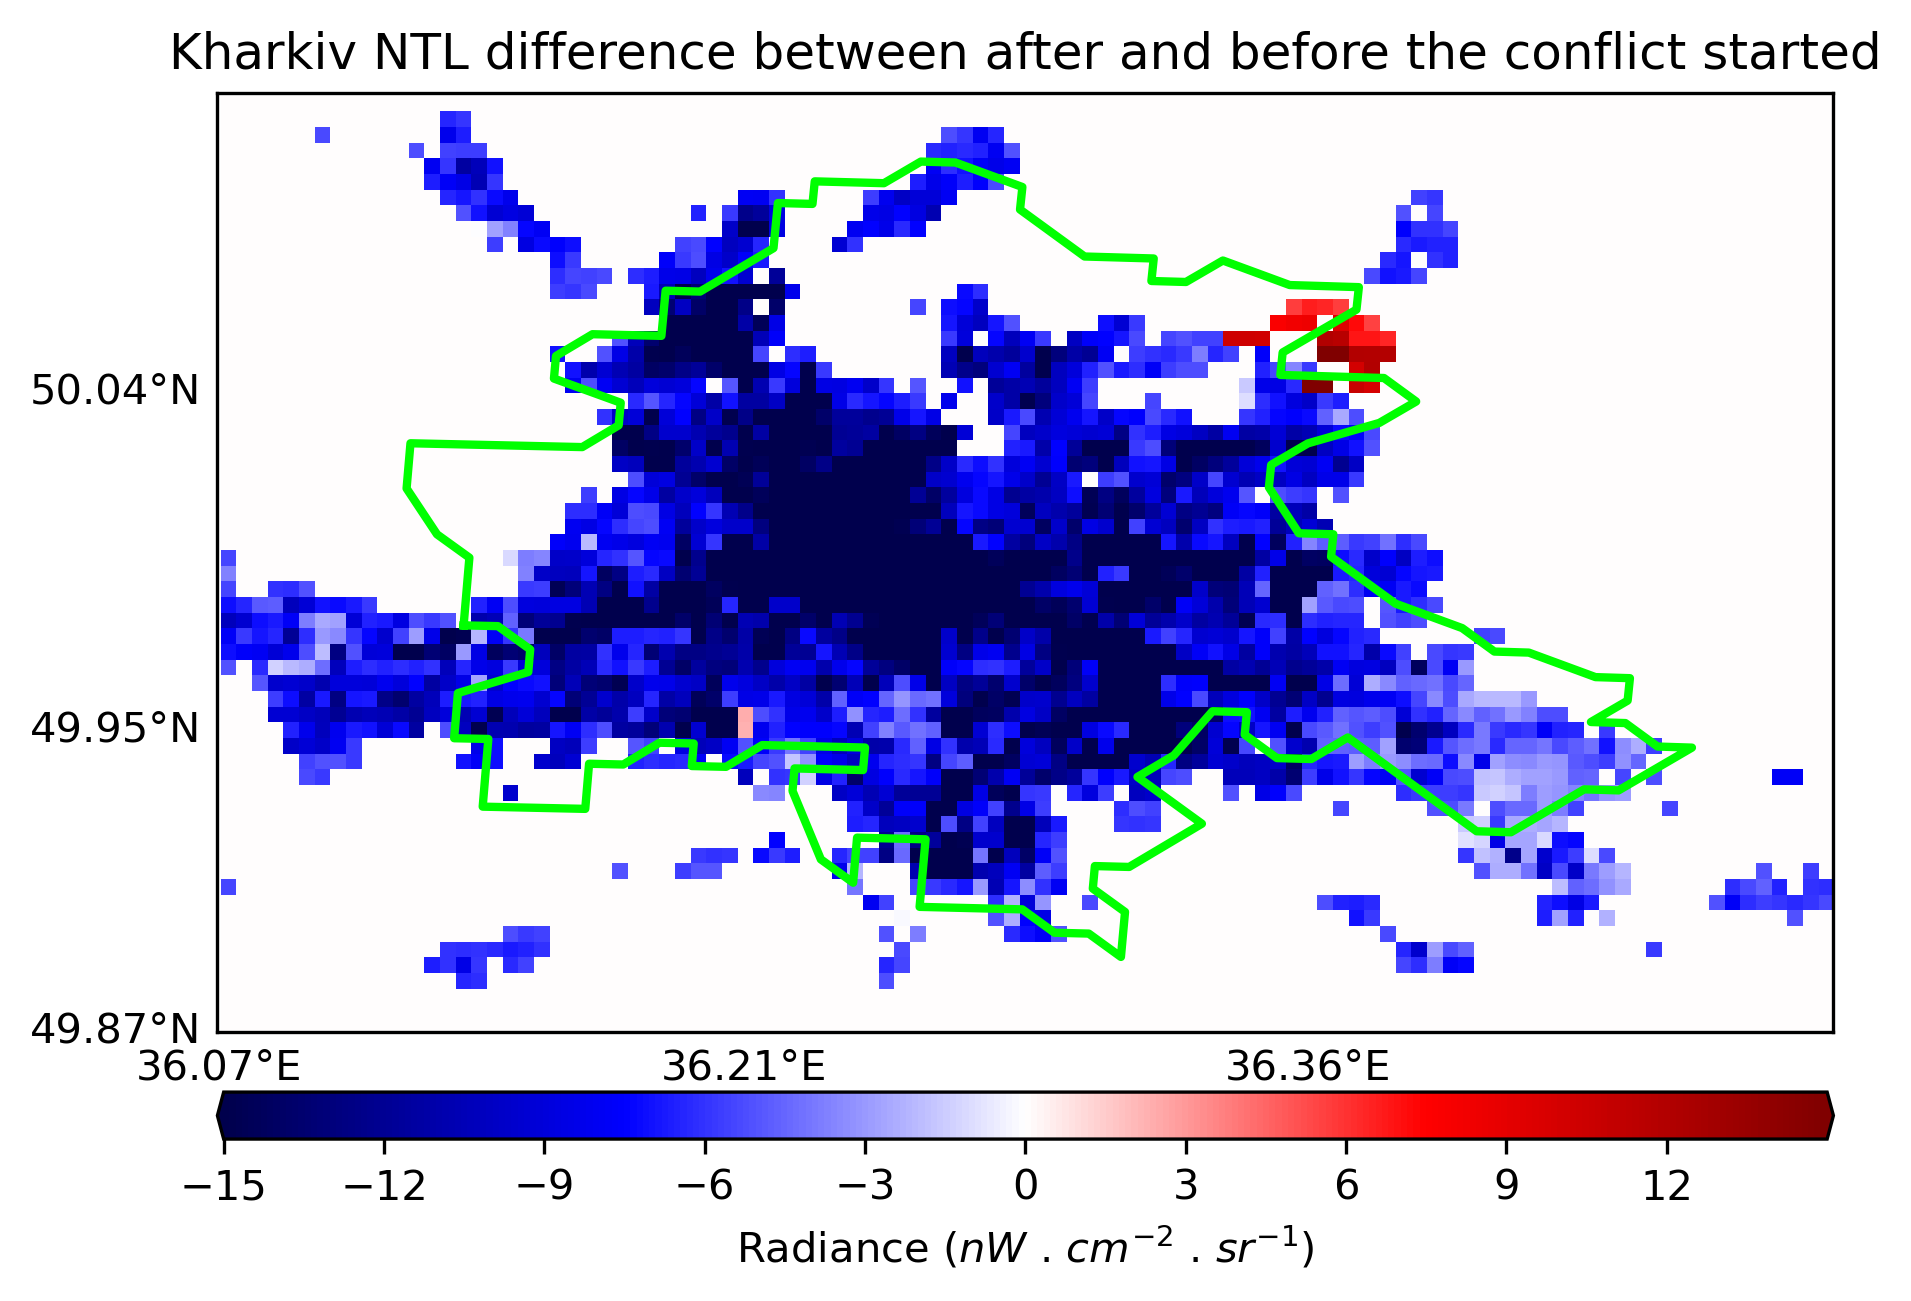 Kharkiv NTL difference between after and before the conflict started
50.04°N
49.95°N
49.87°N
36.07°E 36.21°E 36.36°E
−15 −12 −9 −6 −3 0 3 6 9 12
Radiance (nW . cm⁻² . sr⁻¹)